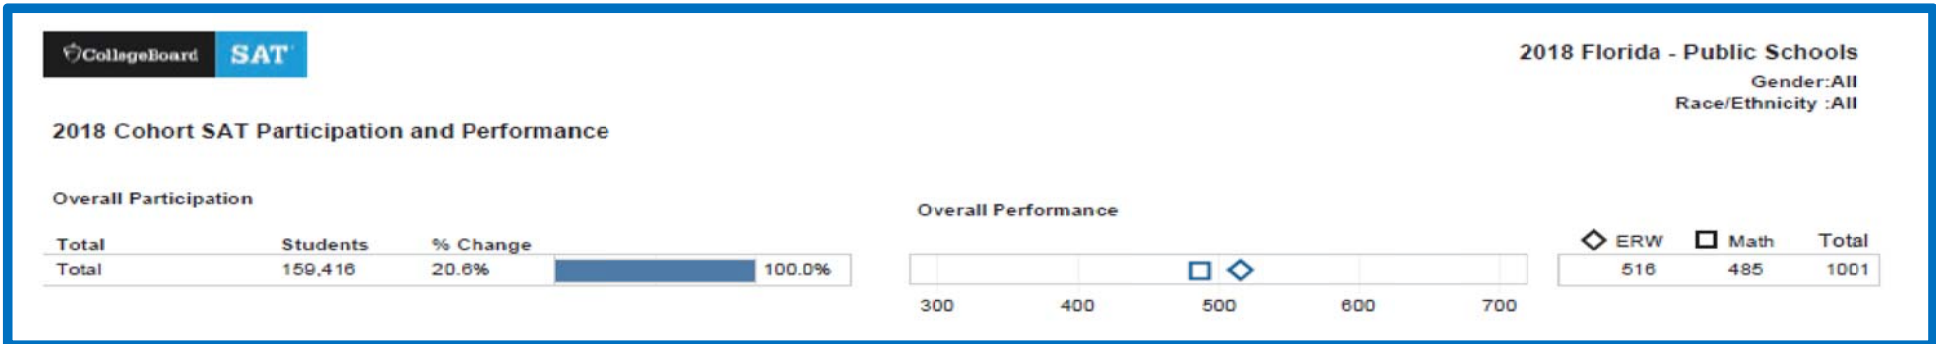 CollegeBoard SAT
2018 Florida - Public Schools
Gender:All
Race/Ethnicity :All
2018 Cohort SAT Participation and Performance
Overall Participation
Total Students % Change
Total 159,416 20.6% 100.0%
Overall Performance
ERW Math Total
516 485 1001
300 400 500 600 700